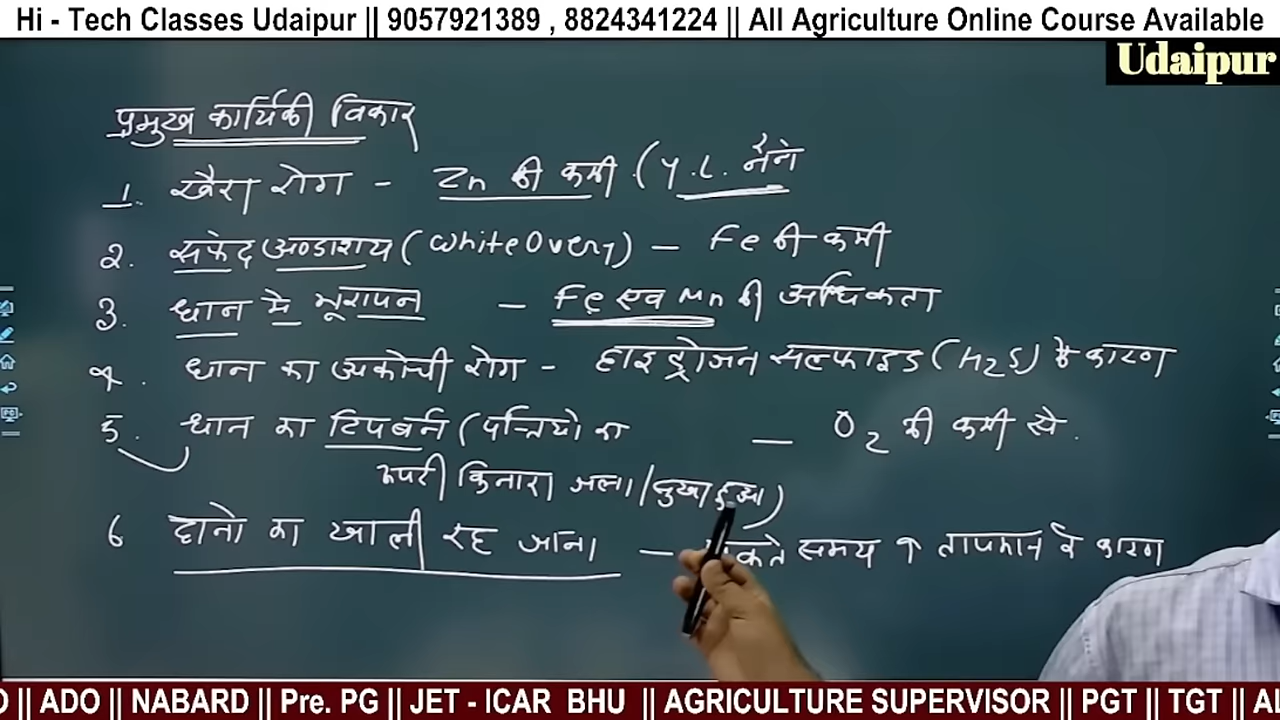 Hi - Tech Classes Udaipur || 9057921389 , 8824341224 || All Agriculture Online Course Available
Udaipur
प्रमुख कार्यिकी विकार
1. खैरा रोग - Zn की कमी (Y.L. नेने
2. सफेद अण्डाशय (White Overy) - Fe की कमी
3. धान मे भूरापन - Fe एव Mn की अधिकता
4. धान का अकोची रोग - हाइड्रोजन सल्फाइड (H2S) के कारण
5. धान का टिपबर्न (पत्तियो का - O2 की कमी से.
ऊपरी किनारा जला/सुखा हुआ)
6 दानो का खाली रह जाना - समय ↑ तापमान के कारण
|| ADO || NABARD || Pre. PG || JET - ICAR BHU || AGRICULTURE SUPERVISOR || PGT || TGT ||